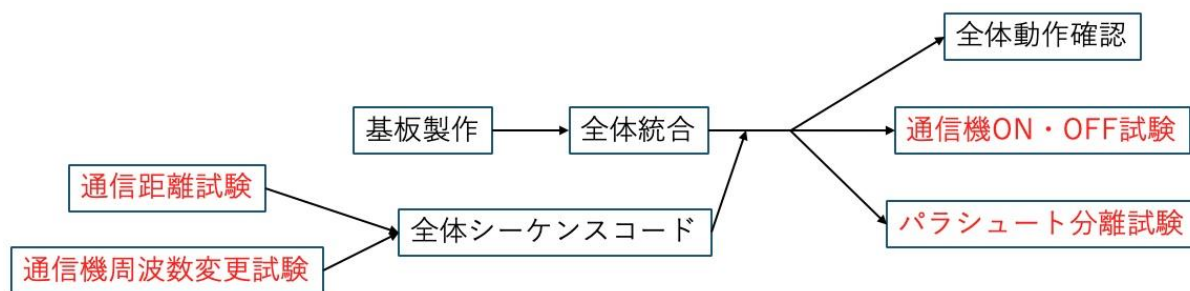 全体動作確認
基板製作
全体統合
通信機ON・OFF試験
通信距離試験
全体シーケンスコード
パラシュート分離試験
通信機周波数変更試験